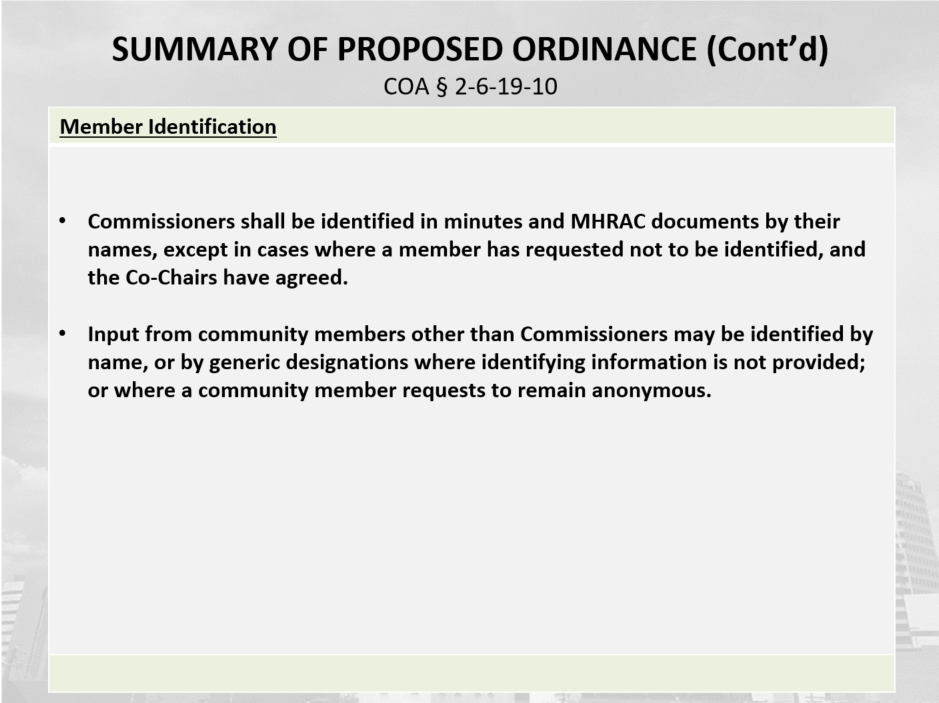 SUMMARY OF PROPOSED ORDINANCE (Cont’d)
COA § 2-6-19-10
Member Identification
• Commissioners shall be identified in minutes and MHRAC documents by their
names, except in cases where a member has requested not to be identified, and
the Co-Chairs have agreed.
• Input from community members other than Commissioners may be identified by
name, or by generic designations where identifying information is not provided;
or where a community member requests to remain anonymous.